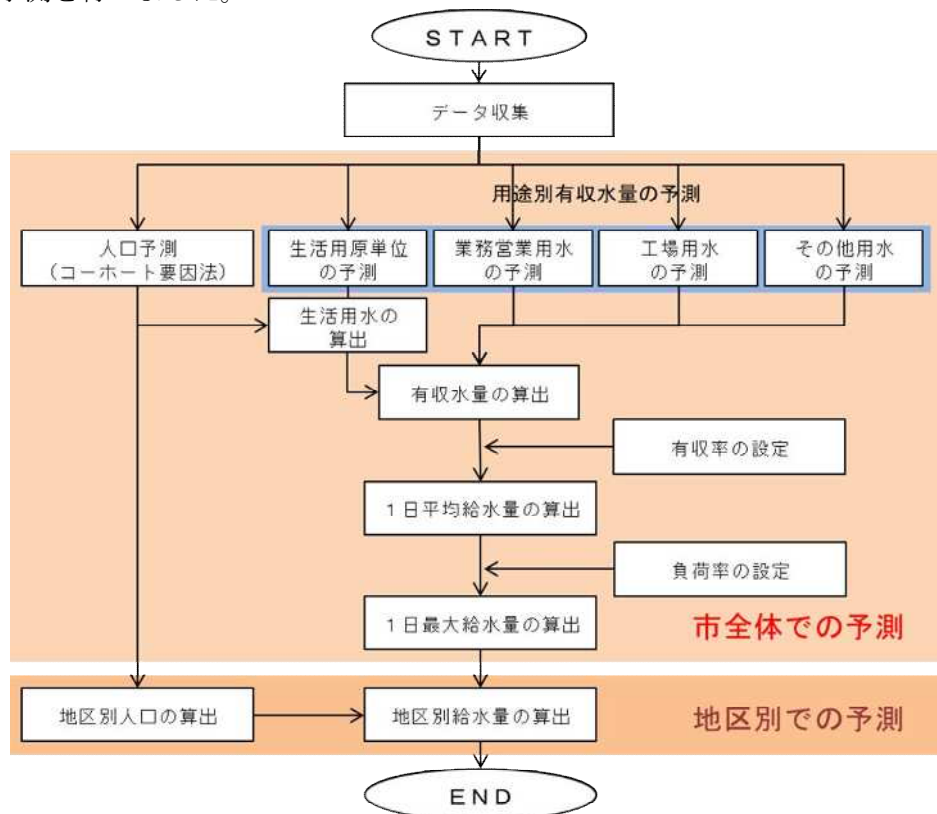 START
データ収集
用途別有収水量の予測
人口予測
（コーホート要因法）
生活用原単位
の予測
業務営業用水
の予測
工場用水
の予測
その他用水
の予測
生活用水の
算出
有収水量の算出
有収率の設定
１日平均給水量の算出
負荷率の設定
１日最大給水量の算出
市全体での予測
地区別人口の算出
地区別給水量の算出
地区別での予測
END